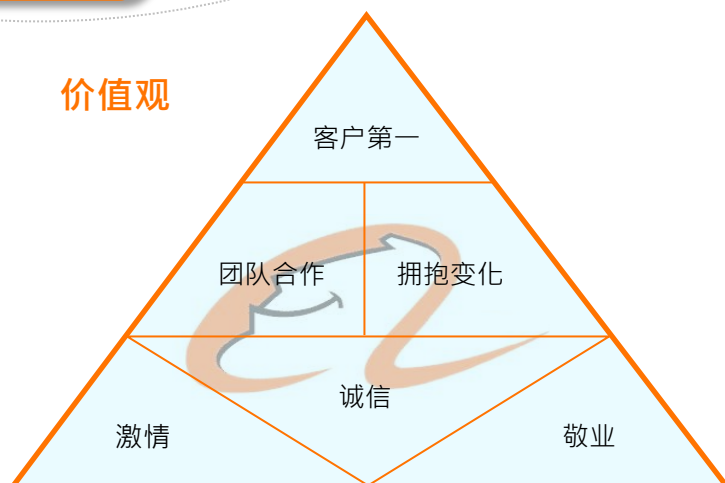 价值观
客户第一
团队合作
拥抱变化
诚信
激情
敬业